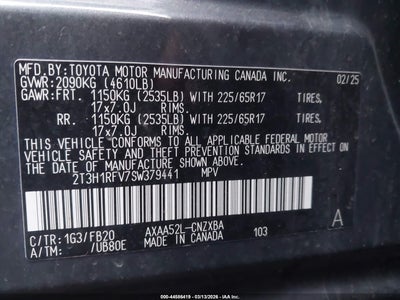 MFD.BY:TOYOTA MOTOR MANUFACTURING CANADA INC. 02/25
GVWR:2090KG (4610LB)
GAWR:FRT. 1150KG (2535LB) WITH 225/65R17 TIRES,
17x7.0J RIMS,
RR. 1150KG (2535LB) WITH 225/65R17 TIRES,
17x7.0J RIMS,
THIS VEHICLE CONFORMS TO ALL APPLICABLE FEDERAL MOTOR
VEHICLE SAFETY AND THEFT PREVENTION STANDARDS IN EFFECT ON
THE DATE OF MANUFACTURE SHOWN ABOVE.
2T3H1RFV7SW379441 MPV
C/TR:1G3/FB20 AXAA52L-CNZXBA A
A/TM: /UB80E MADE IN CANADA 103
ID: 000-44598419 - 03/13/2026 - IAA Inc.